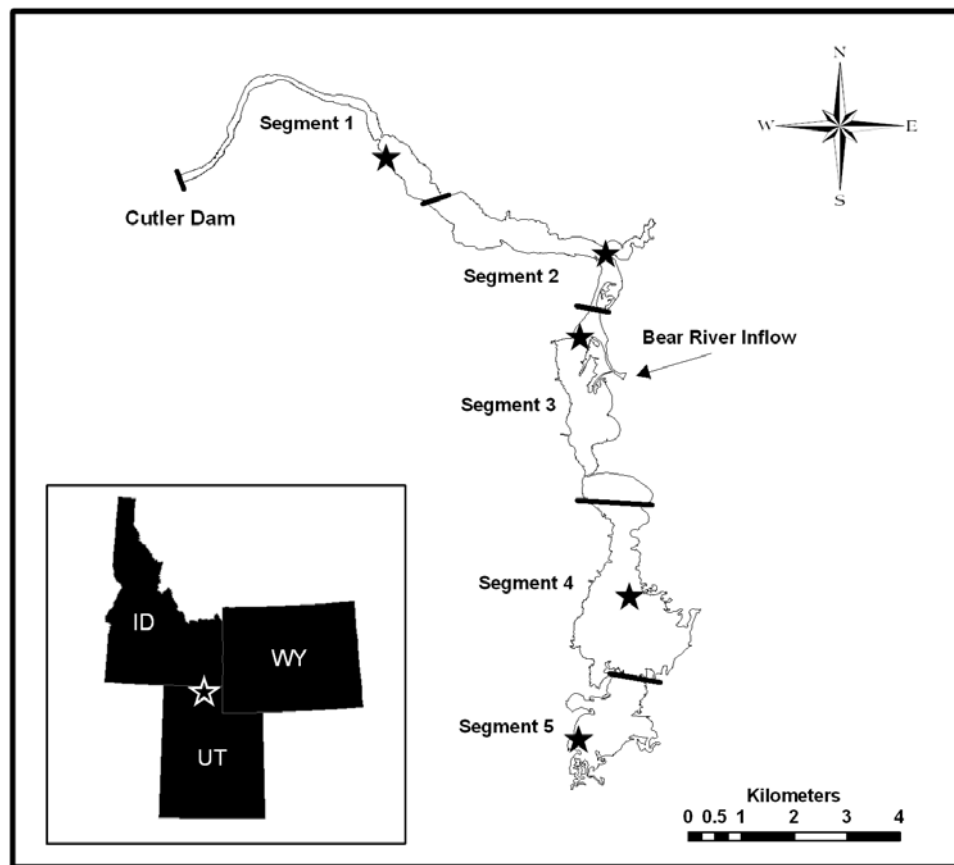 N
W E
S
Segment 1
Cutler Dam
Segment 2
Bear River Inflow
Segment 3
Segment 4
Segment 5
ID
WY
UT
Kilometers
0 0.5 1 2 3 4